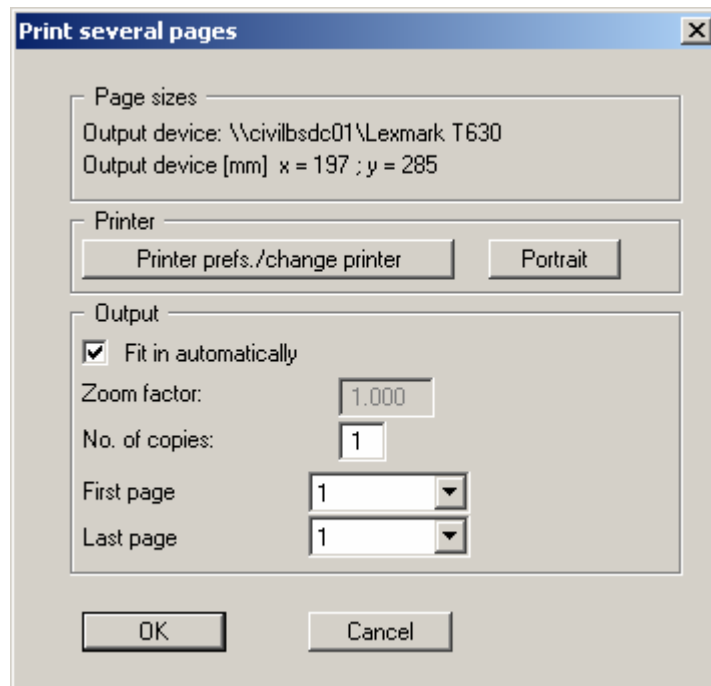 Print several pages
Page sizes
Output device: \\civilbsdc01\Lexmark T630
Output device [mm]  x = 197 ; y = 285
Printer
Printer prefs./change printer Portrait
Output
Fit in automatically
Zoom factor: 1.000
No. of copies: 1
First page 1
Last page 1
OK Cancel